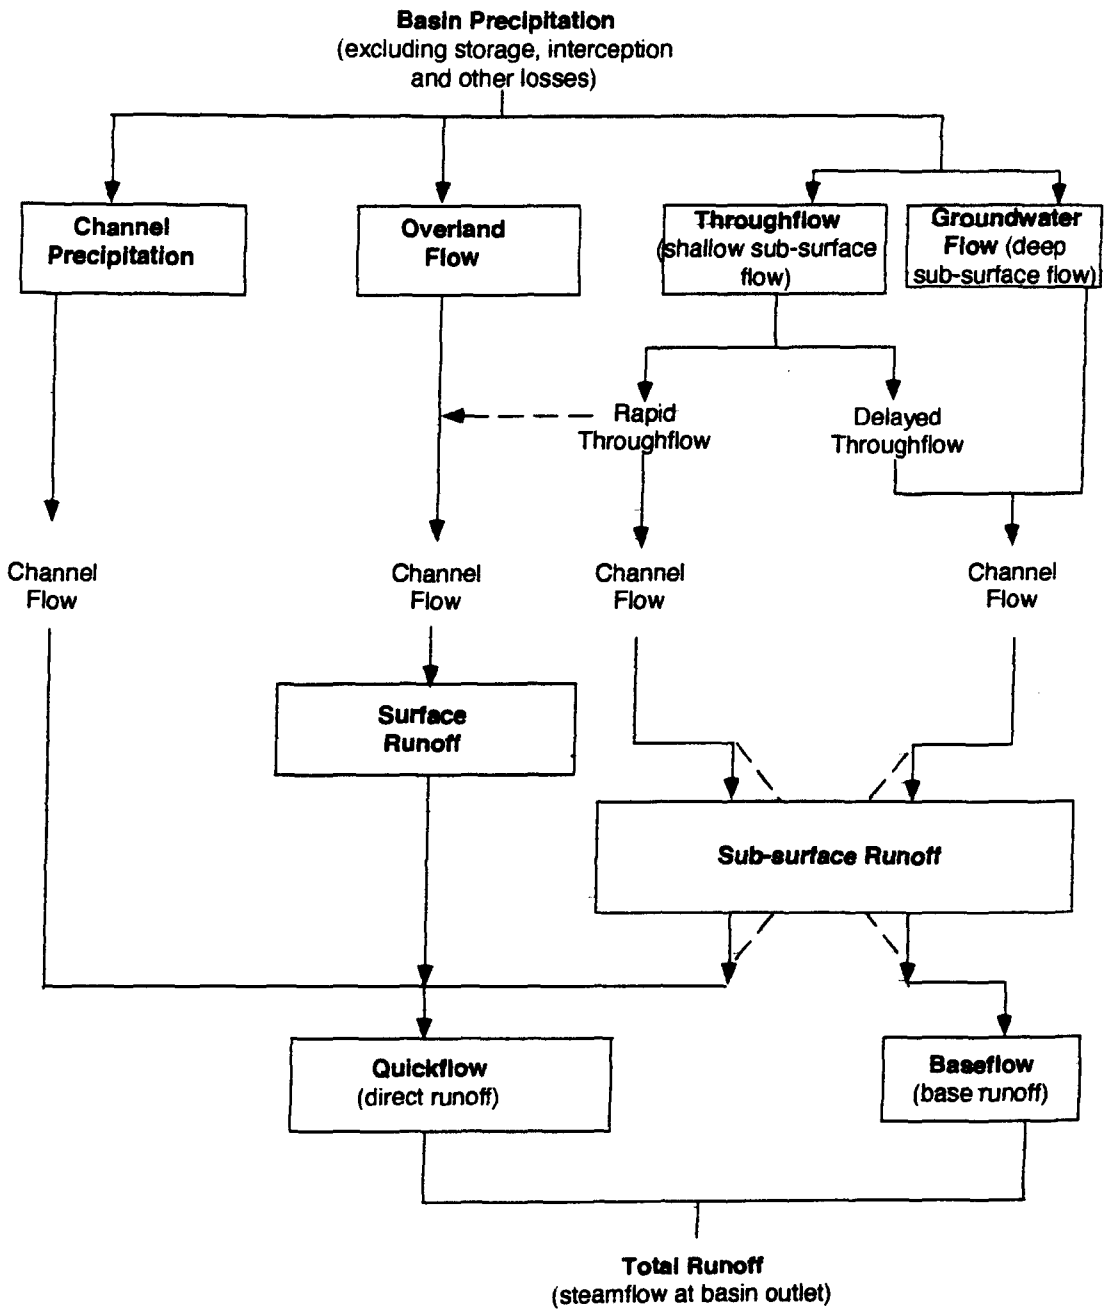 Basin Precipitation
(excluding storage, interception
and other losses)
Channel
Precipitation
Overland
Flow
Throughflow
(shallow sub-surface
flow)
Groundwater
Flow (deep
sub-surface flow)
Rapid
Throughflow
Delayed
Throughflow
Channel
Flow
Channel
Flow
Channel
Flow
Channel
Flow
Surface
Runoff
Sub-surface Runoff
Quickflow
(direct runoff)
Baseflow
(base runoff)
Total Runoff
(steamflow at basin outlet)